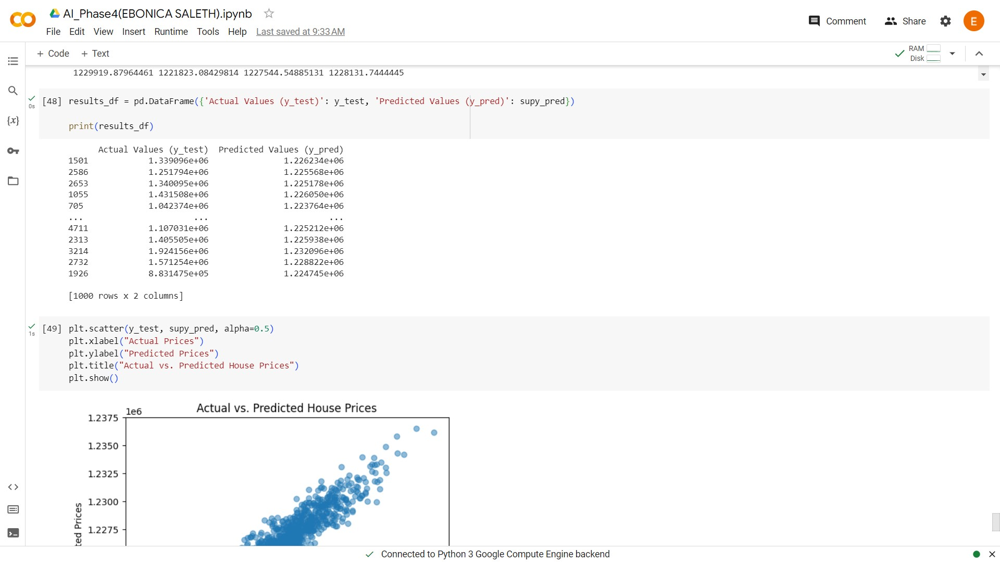 AI_Phase4(EBONICA SALETH).ipynb
File Edit View Insert Runtime Tools Help Last saved at 9:33 AM
Comment Share E
+ Code + Text
RAM
Disk
1229919.87964461 1221823.08429814 1227544.54885131 1228131.7444445
{x}
0s
[48] results_df = pd.DataFrame({'Actual Values (y_test)': y_test, 'Predicted Values (y_pred)': supy_pred})
print(results_df)
Actual Values (y_test) Predicted Values (y_pred)
1501 1.339096e+06 1.226234e+06
2586 1.251794e+06 1.225568e+06
2653 1.340095e+06 1.225178e+06
1055 1.431508e+06 1.226050e+06
705 1.042374e+06 1.223764e+06
... ... ...
4711 1.107031e+06 1.225212e+06
2313 1.405505e+06 1.225938e+06
3214 1.924156e+06 1.232096e+06
2732 1.571254e+06 1.228822e+06
1926 8.831475e+05 1.224745e+06
[1000 rows x 2 columns]
1s
[49] plt.scatter(y_test, supy_pred, alpha=0.5)
plt.xlabel("Actual Prices")
plt.ylabel("Predicted Prices")
plt.title("Actual vs. Predicted House Prices")
plt.show()
Actual vs. Predicted House Prices
1e6
1.2375
1.2350
1.2325
1.2300
1.2275
ted Prices
Connected to Python 3 Google Compute Engine backend